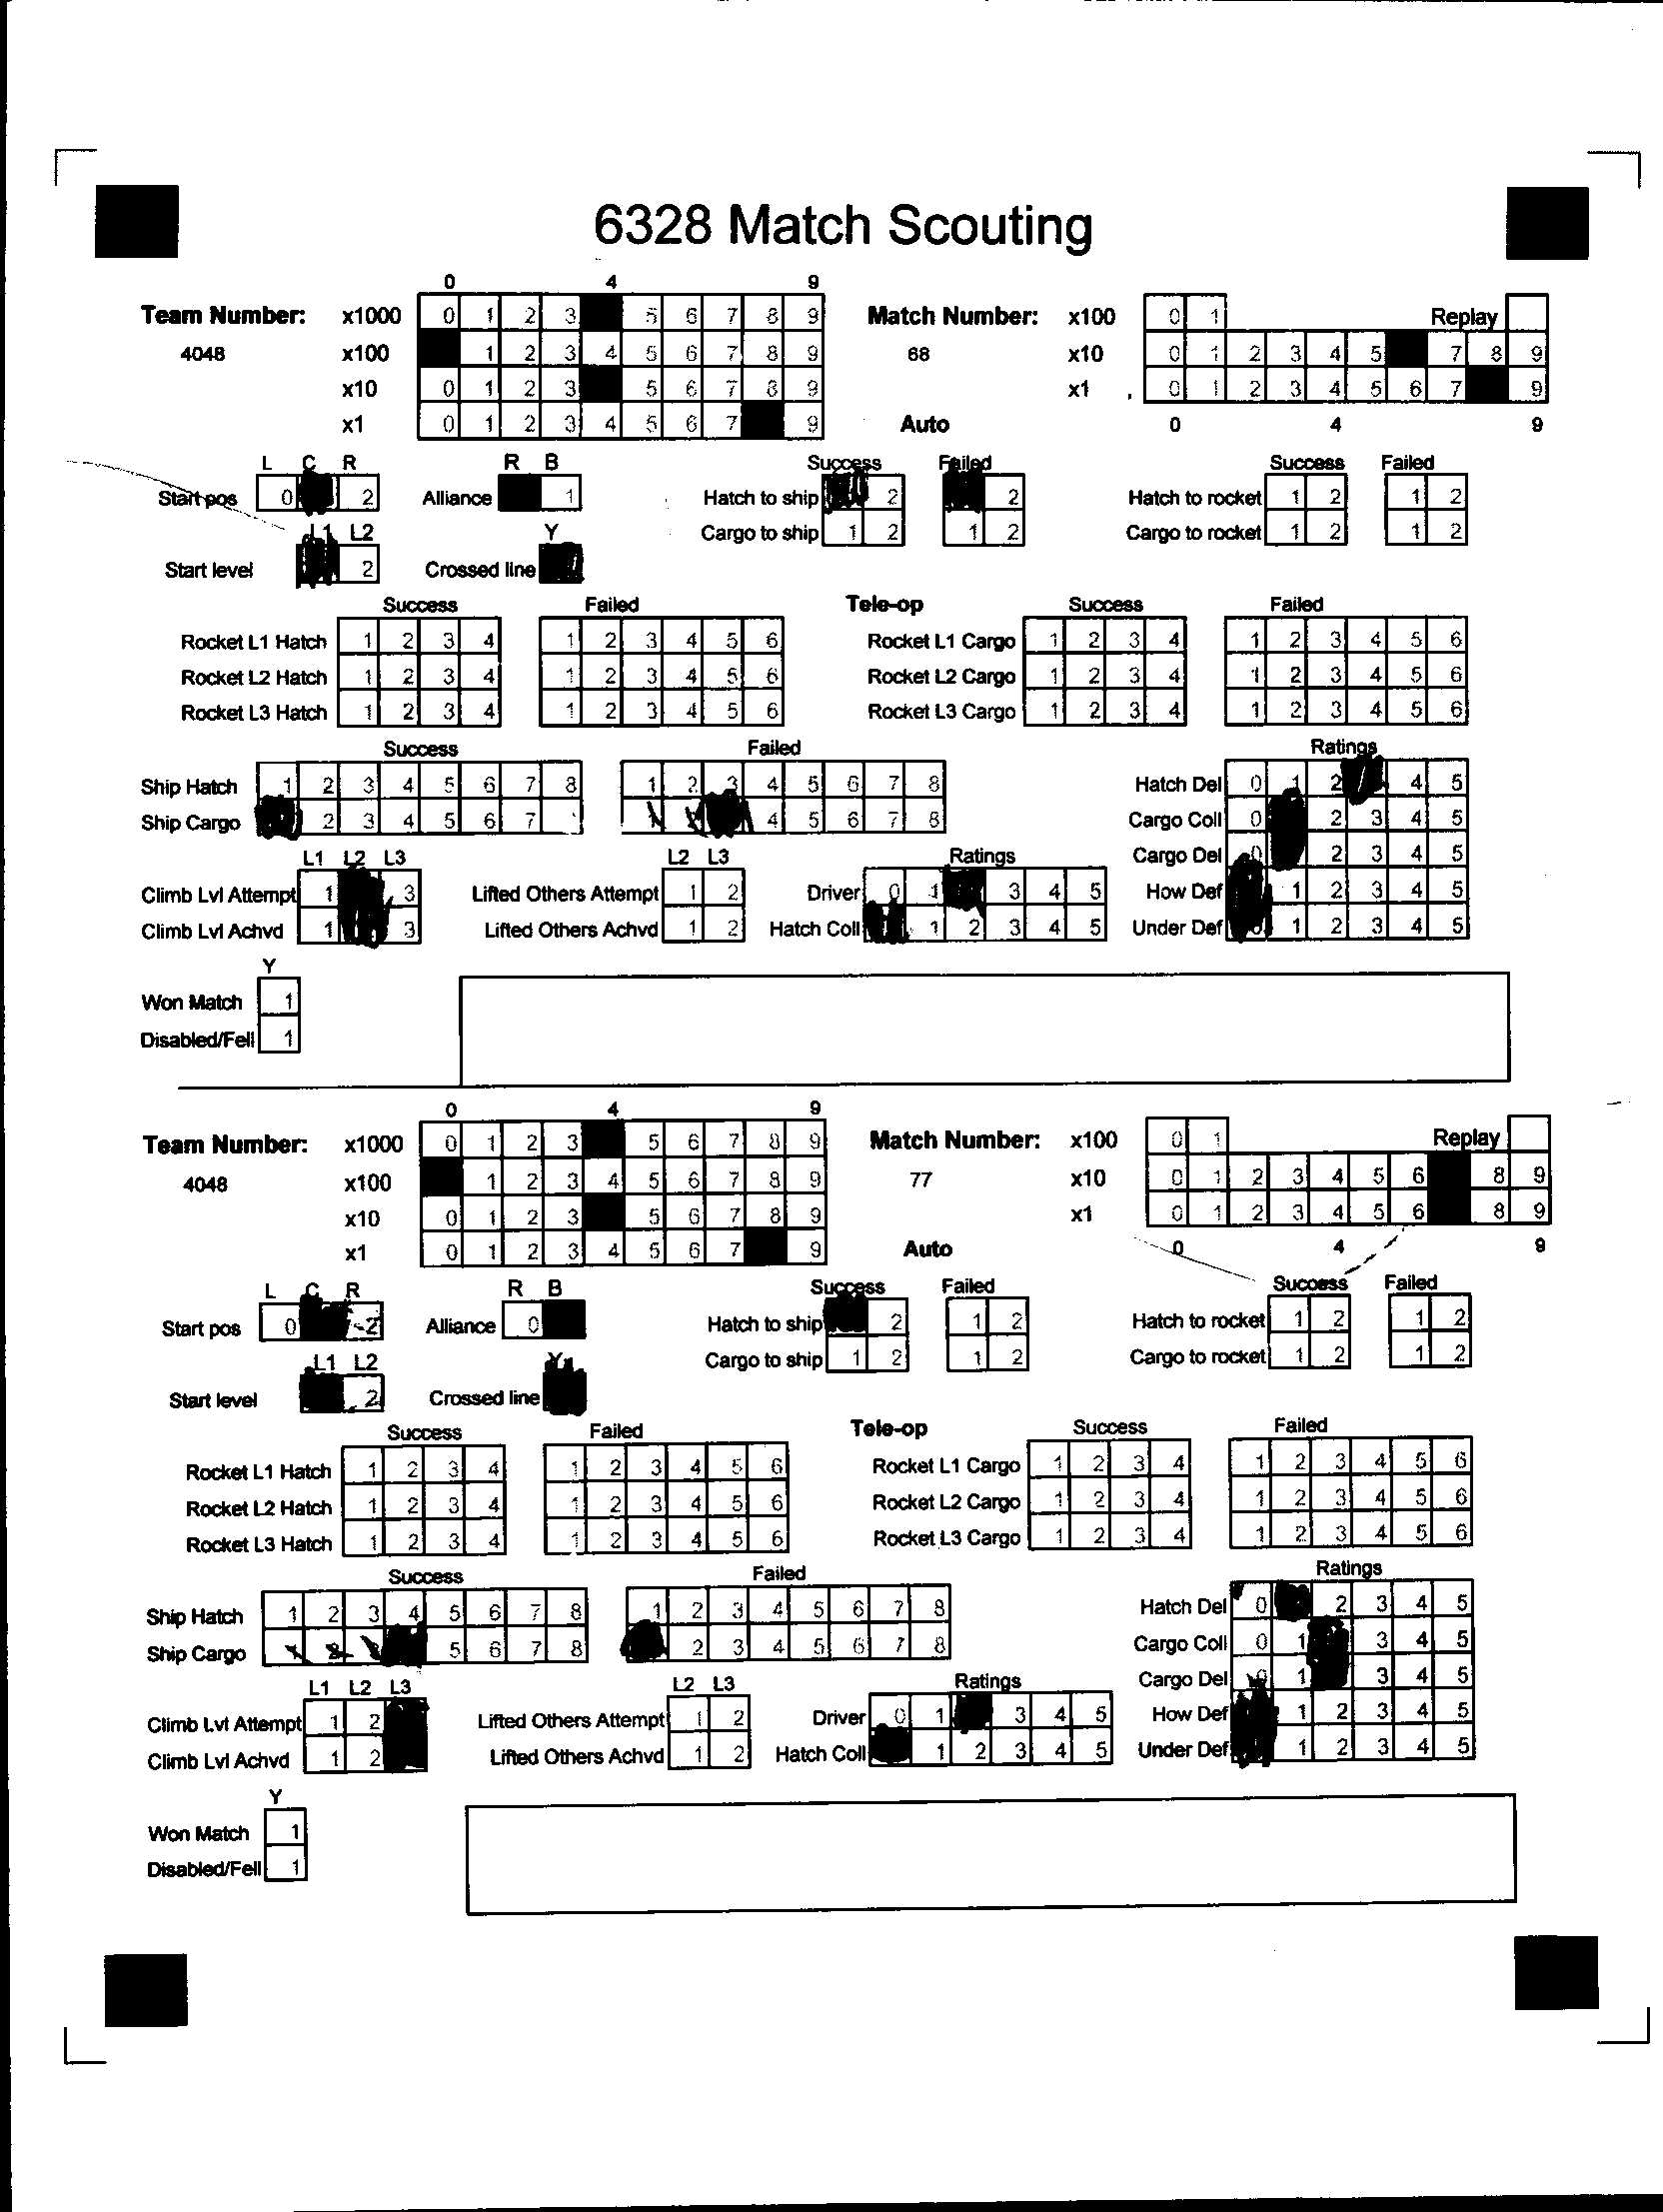 6328 Match Scouting
0 4 9
Team Number: x1000 0 1 2 3 5 6 7 8 9 Match Number: x100 0 1 Replay
4048 x100 1 2 3 4 5 6 7 8 9 68 x10 0 1 2 3 4 5 7 8 9
x10 0 1 2 3 5 6 7 8 9 x1 0 1 2 3 4 5 6 7 9
x1 0 1 2 3 4 5 6 7 9 Auto 0 4 9
L C R R B Success Failed Success Failed
Start pos 0 2 Alliance 1 Hatch to ship 2 2 Hatch to rocket 1 2 1 2
L1 L2 Y Cargo to ship 1 2 1 2 Cargo to rocket 1 2 1 2
Start level 2 Crossed line
Success Failed Tele-op Success Failed
Rocket L1 Hatch 1 2 3 4 1 2 3 4 5 6 Rocket L1 Cargo 1 2 3 4 1 2 3 4 5 6
Rocket L2 Hatch 1 2 3 4 1 2 3 4 5 6 Rocket L2 Cargo 1 2 3 4 1 2 3 4 5 6
Rocket L3 Hatch 1 2 3 4 1 2 3 4 5 6 Rocket L3 Cargo 1 2 3 4 1 2 3 4 5 6
Success Failed Ratings
Ship Hatch 1 2 3 4 5 6 7 8 1 2 3 4 5 6 7 8 Hatch Del 0 1 2 4 5
Ship Cargo 2 3 4 5 6 7 1 4 5 6 7 8 Cargo Coll 0 2 3 4 5
L1 L2 L3 L2 L3 Ratings Cargo Del 0 2 3 4 5
Climb Lvl Attempt 1 3 Lifted Others Attempt 1 2 Driver 0 1 3 4 5 How Def 1 2 3 4 5
Climb Lvl Achvd 1 3 Lifted Others Achvd 1 2 Hatch Coll 1 2 3 4 5 Under Def 1 2 3 4 5
Y
Won Match 1
Disabled/Fell 1
0 4 9
Team Number: x1000 0 1 2 3 5 6 7 8 9 Match Number: x100 0 1 Replay
4048 x100 1 2 3 4 5 6 7 8 9 77 x10 0 1 2 3 4 5 6 8 9
x10 0 1 2 3 5 6 7 8 9 x1 0 1 2 3 4 5 6 8 9
x1 0 1 2 3 4 5 6 7 9 Auto 0 4 9
L C R R B Success Failed Success Failed
Start pos 0 2 Alliance 0 Hatch to ship 2 1 2 Hatch to rocket 1 2 1 2
L1 L2 Y Cargo to ship 1 2 1 2 Cargo to rocket 1 2 1 2
Start level 2 Crossed line
Success Failed Tele-op Success Failed
Rocket L1 Hatch 1 2 3 4 1 2 3 4 5 6 Rocket L1 Cargo 1 2 3 4 1 2 3 4 5 6
Rocket L2 Hatch 1 2 3 4 1 2 3 4 5 6 Rocket L2 Cargo 1 2 3 4 1 2 3 4 5 6
Rocket L3 Hatch 1 2 3 4 1 2 3 4 5 6 Rocket L3 Cargo 1 2 3 4 1 2 3 4 5 6
Success Failed Ratings
Ship Hatch 1 2 3 4 5 6 7 8 1 2 3 4 5 6 7 8 Hatch Del 0 2 3 4 5
Ship Cargo 1 2 3 5 6 7 8 2 3 4 5 6 7 8 Cargo Coll 0 1 3 4 5
L1 L2 L3 L2 L3 Ratings Cargo Del 0 1 3 4 5
Climb Lvl Attempt 1 2 Lifted Others Attempt 1 2 Driver 0 1 3 4 5 How Def 1 2 3 4 5
Climb Lvl Achvd 1 2 Lifted Others Achvd 1 2 Hatch Coll 1 2 3 4 5 Under Def 1 2 3 4 5
Y
Won Match 1
Disabled/Fell 1